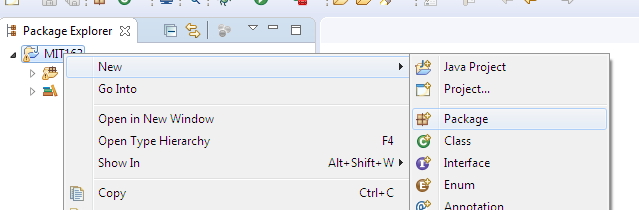 Package Explorer
MIT163
New
Go Into
Open in New Window
Open Type Hierarchy F4
Show In Alt+Shift+W
Copy Ctrl+C
Java Project
Project...
Package
Class
Interface
Enum
Annotation